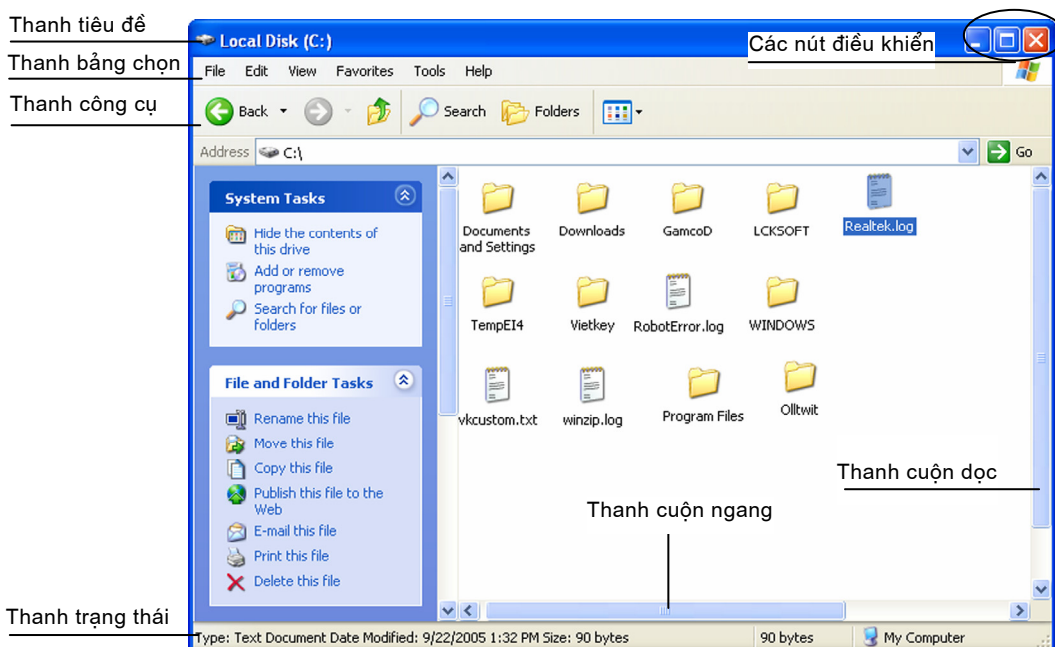 Thanh tiêu đề
Local Disk (C:)
Các nút điều khiển
Thanh bảng chọn
File Edit View Favorites Tools Help
Thanh công cụ
Back Search Folders
Address C:\ Go
System Tasks
Hide the contents of
this drive
Add or remove
programs
Search for files or
folders
File and Folder Tasks
Rename this file
Move this file
Copy this file
Publish this file to the
Web
E-mail this file
Print this file
Delete this file
Documents
and Settings
Downloads
GamcoD
LCKSOFT
Realtek.log
TempEI4
Vietkey
RobotError.log
WINDOWS
vkcustom.txt
winzip.log
Program Files
Olltwit
Thanh cuộn dọc
Thanh cuộn ngang
Thanh trạng thái
Type: Text Document Date Modified: 9/22/2005 1:32 PM Size: 90 bytes 90 bytes My Computer